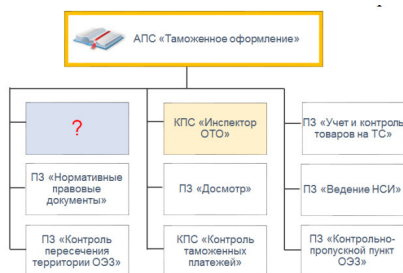 АПС «Таможенное оформление»
?
КПС «Инспектор
ОТО»
ПЗ «Учет и контроль
товаров на ТС»
ПЗ «Нормативные
правовые
документы»
ПЗ «Досмотр»
ПЗ «Ведение НСИ»
ПЗ «Контроль
пересечения
территории ОЭЗ»
КПС «Контроль
таможенных
платежей»
ПЗ «Контрольно-
пропускной пункт
ОЭЗ»